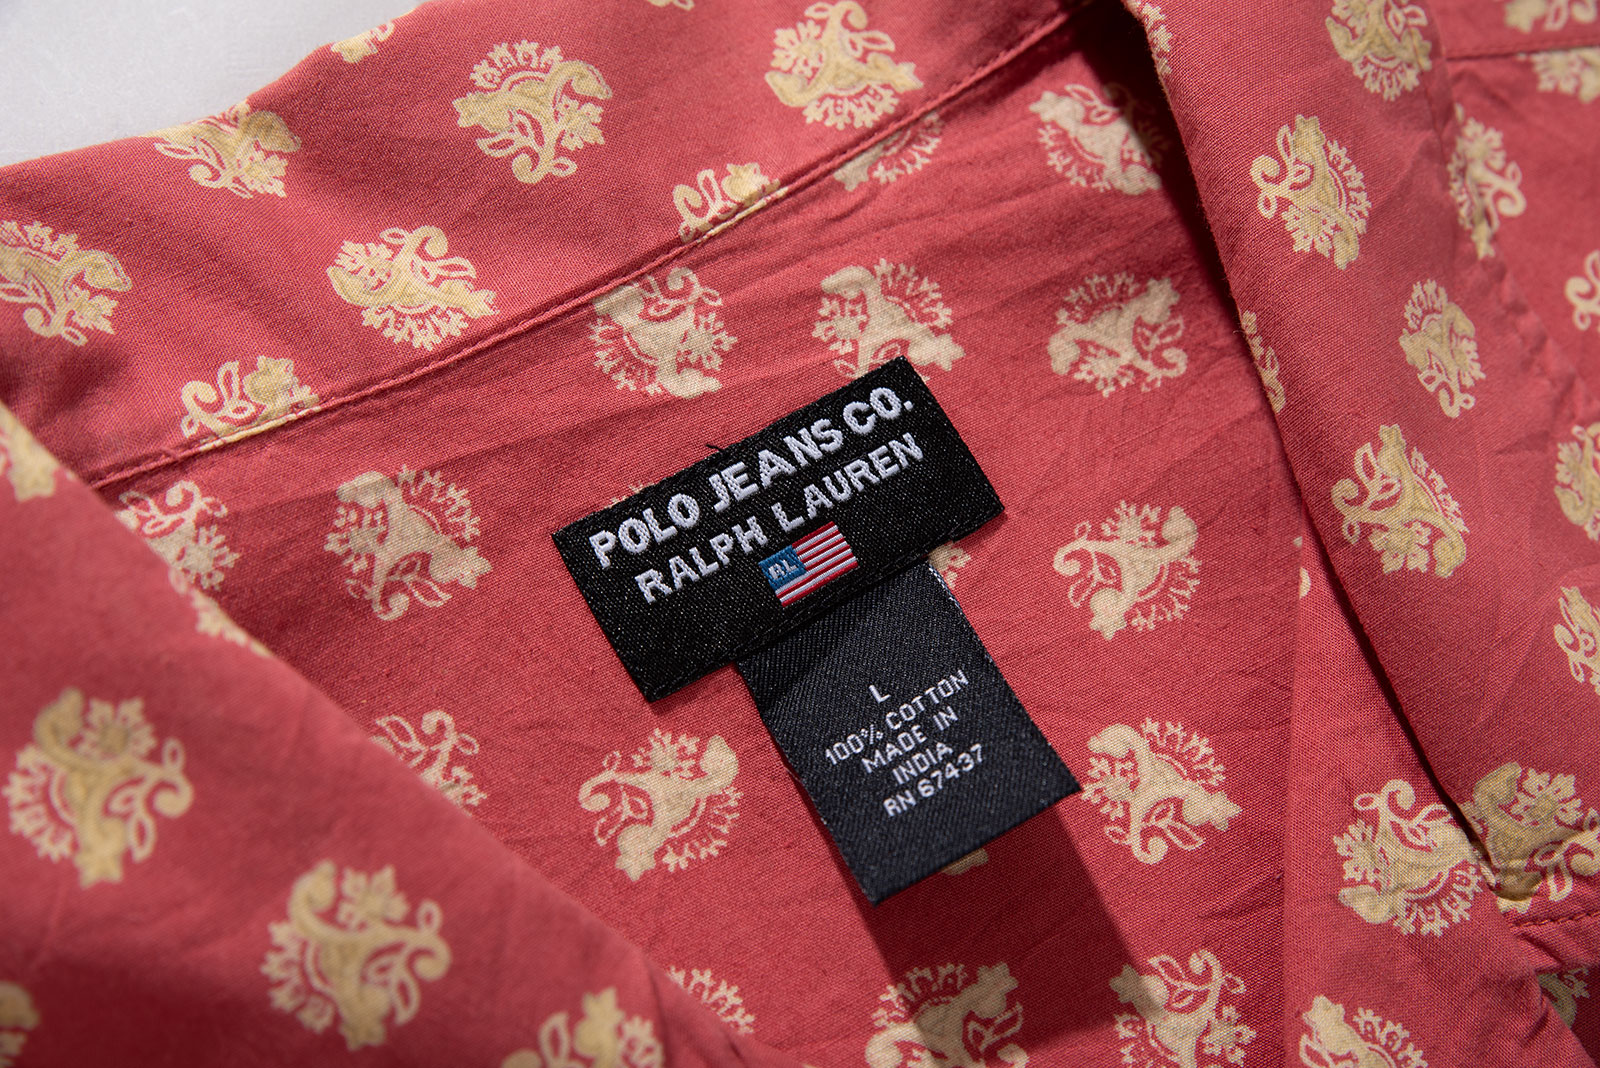 POLO JEANS CO.
RALPH LAUREN
RL
L
100% COTTON
MADE IN
INDIA
RN 67437